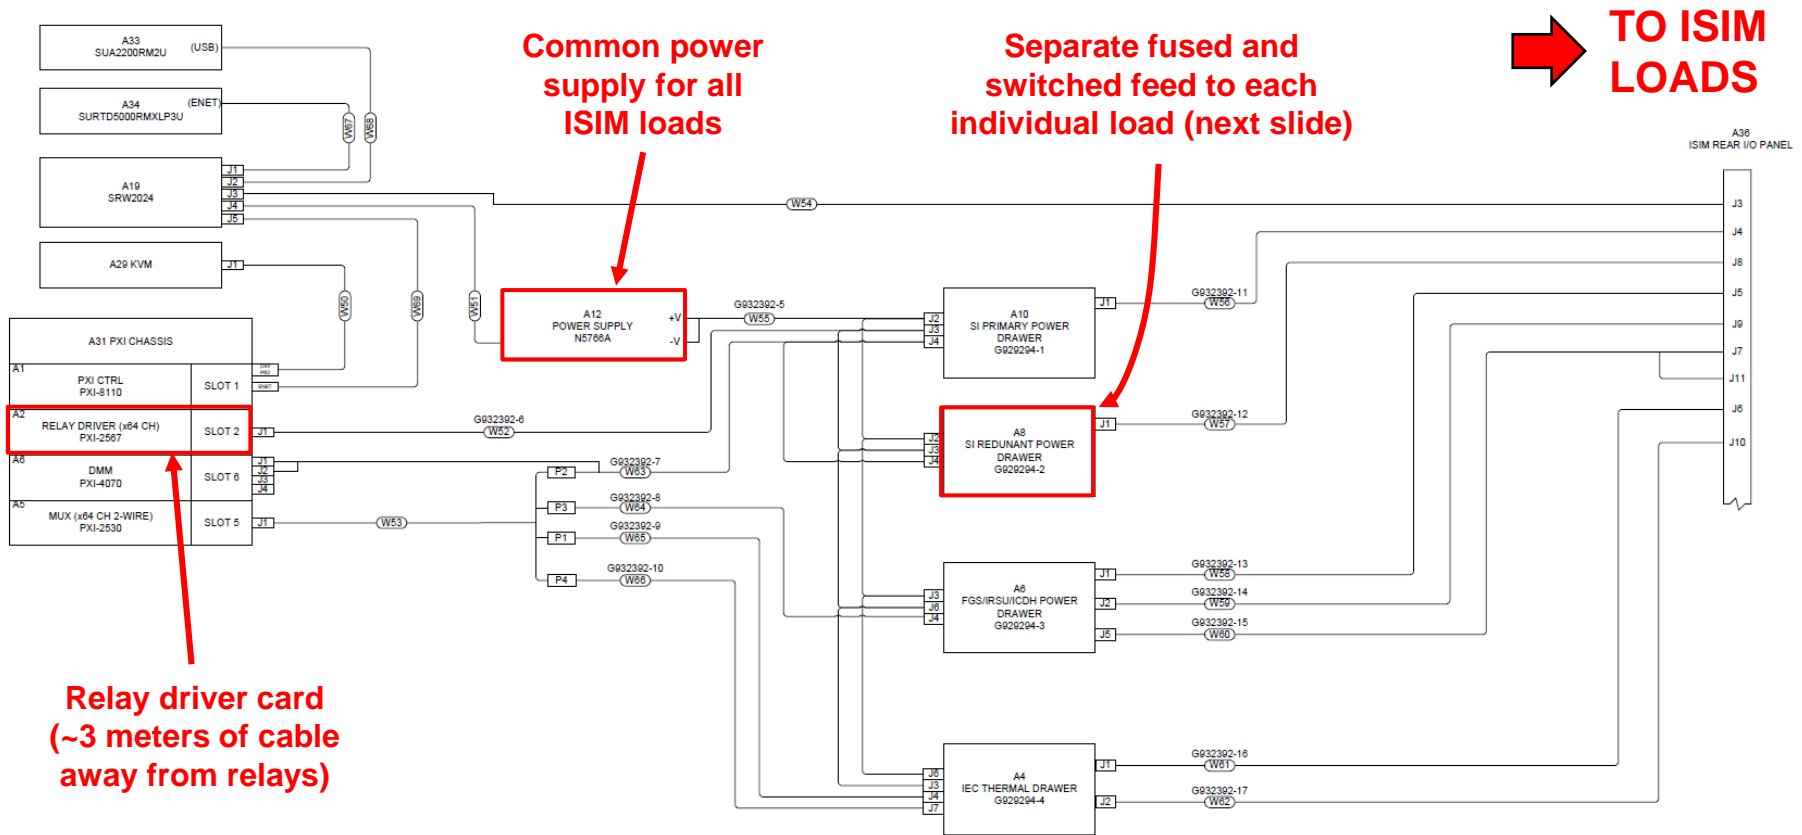 TO ISIM
LOADS
Common power
supply for all
ISIM loads
Separate fused and
switched feed to each
individual load (next slide)
A33
SUA2200RM2U
(USB)
A34
SURTD5000RMXLP3U
(ENET)
W67
W68
A19
SRW2024
J1
J2
J3
J4
J5
A29 KVM
J1
W50
W69
W51
W54
A36
ISIM REAR I/O PANEL
J3
J4
J8
J5
J9
J7
J11
J6
J10
A31 PXI CHASSIS
A1
PXI CTRL
PXI-8110
SLOT 1
ENET
A2
RELAY DRIVER (x64 CH)
PXI-2567
SLOT 2
J1
A6
DMM
PXI-4070
SLOT 6
J1
J2
J3
J4
A5
MUX (x64 CH 2-WIRE)
PXI-2530
SLOT 5
J1
A12
POWER SUPPLY
N5766A
+V
-V
G932392-5
W55
G932392-6
W52
W53
P2
G932392-7
W63
P3
G932392-8
W64
P1
G932392-9
W65
P4
G932392-10
W66
J2
J3
J4
A10
SI PRIMARY POWER
DRAWER
G929294-1
J1
G932392-11
W56
J2
J3
J4
A8
SI REDUNANT POWER
DRAWER
G929294-2
J1
G932392-12
W57
J3
J6
J4
A6
FGS/IRSU/ICDH POWER
DRAWER
G929294-3
J1
J2
J5
G932392-13
W58
G932392-14
W59
G932392-15
W60
J6
J3
J4
J7
A4
IEC THERMAL DRAWER
G929294-4
J1
J2
G932392-16
W61
G932392-17
W62
Relay driver card
(~3 meters of cable
away from relays)